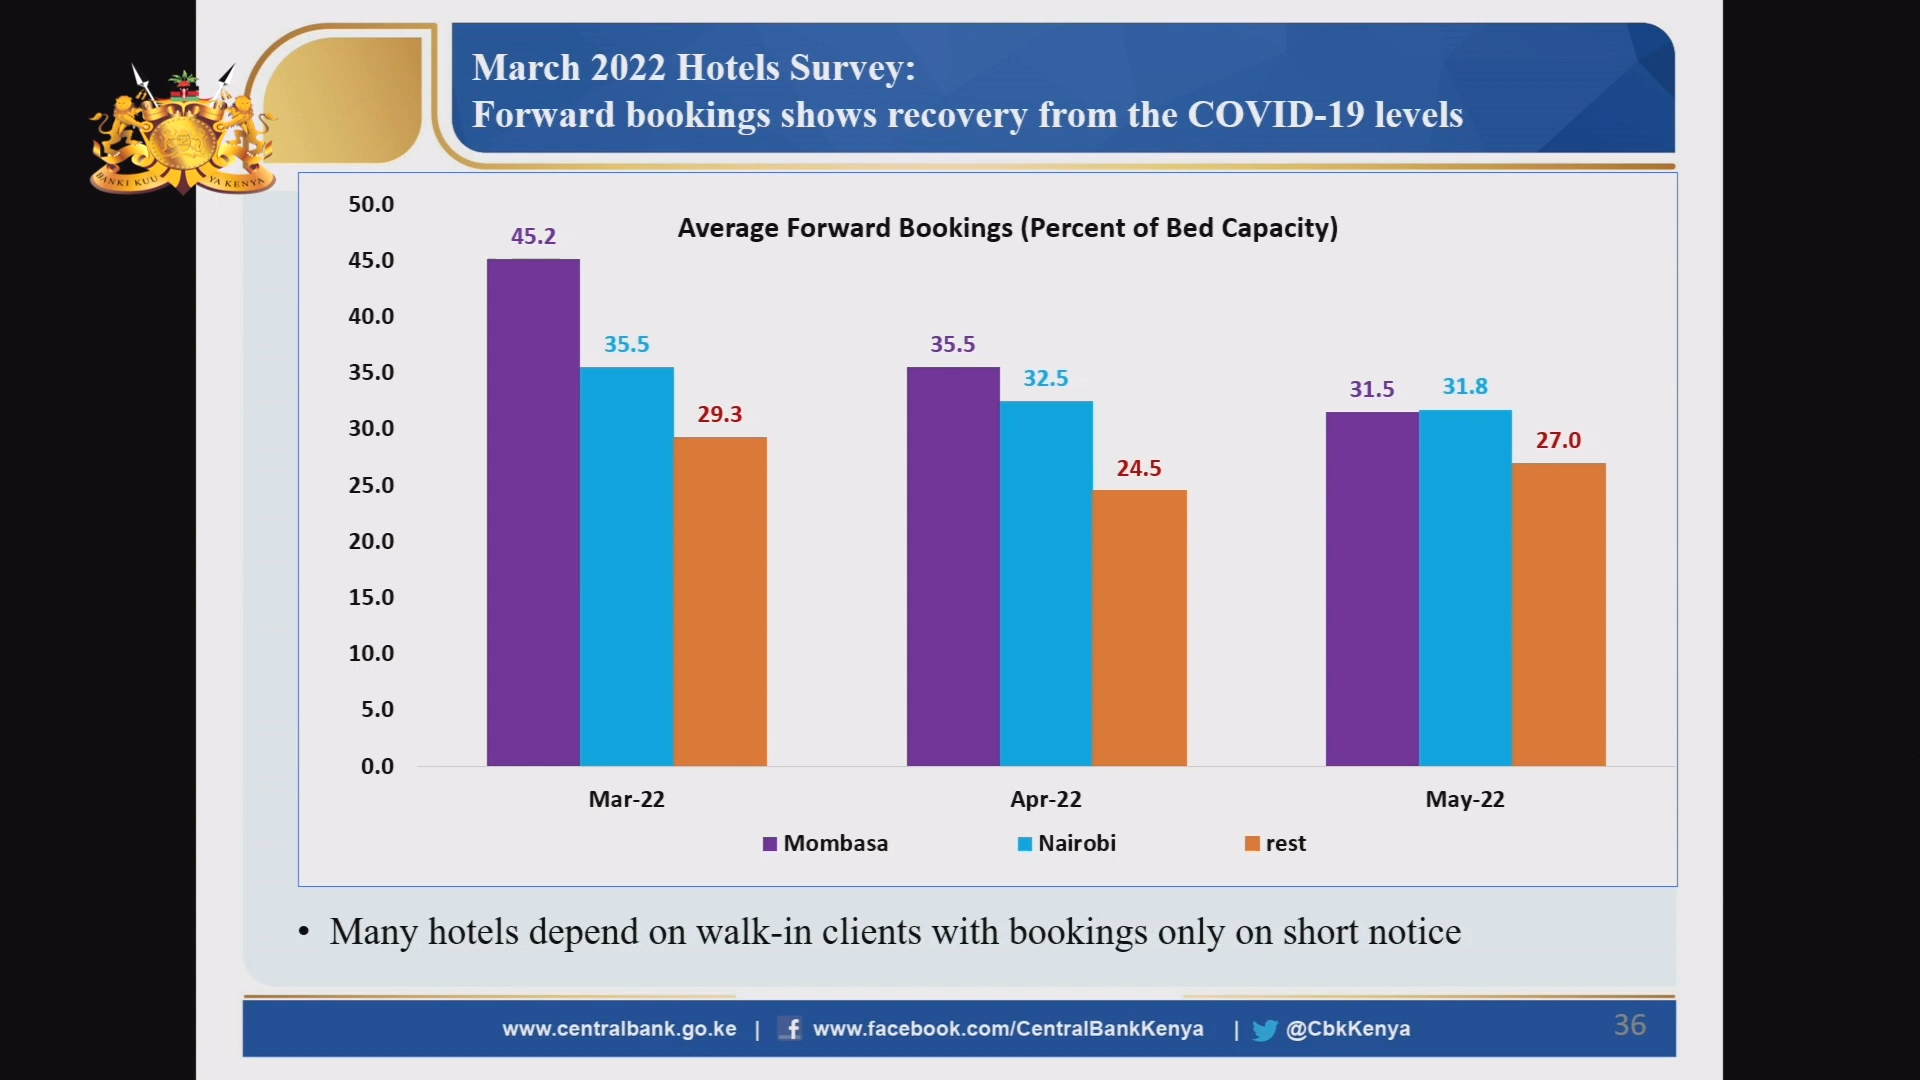 March 2022 Hotels Survey:
Forward bookings shows recovery from the COVID-19 levels
BANKI KUU YA KENYA
Average Forward Bookings (Percent of Bed Capacity)
50.0
45.0
40.0
35.0
30.0
25.0
20.0
15.0
10.0
5.0
0.0
45.2
35.5
29.3
35.5
32.5
24.5
31.5
31.8
27.0
Mar-22 Apr-22 May-22
Mombasa Nairobi rest
• Many hotels depend on walk-in clients with bookings only on short notice
www.centralbank.go.ke | f www.facebook.com/CentralBankKenya | @CbkKenya 36